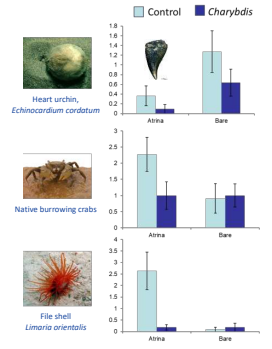 Control Charybdis
1.8
1.6
1.4
1.2
1
0.8
0.6
0.4
0.2
0
Atrina Bare
Heart urchin,
Echinocardium cordatum
3
2.5
2
1.5
1
0.5
0
Atrina Bare
Native burrowing crabs
4
3.5
3
2.5
2
1.5
1
0.5
0
Atrina Bare
File shell
Limaria orientalis